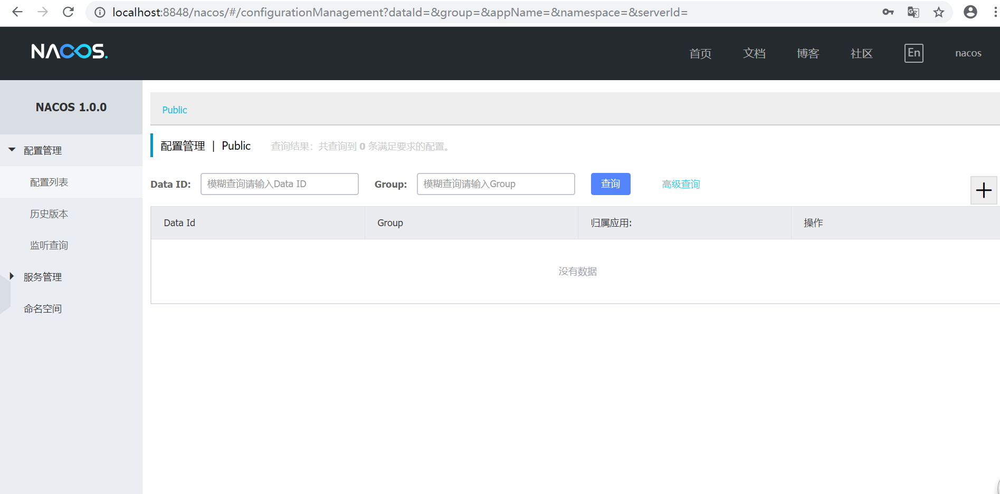 localhost:8848/nacos/#/configurationManagement?dataId=&group=&appName=&namespace=&serverId=
NACOS.
首页 文档 博客 社区 En nacos
NACOS 1.0.0
配置管理
配置列表
历史版本
监听查询
服务管理
命名空间
Public
配置管理 | Public 查询结果：共查询到 0 条满足要求的配置。
Data ID: 模糊查询请输入Data ID Group: 模糊查询请输入Group 查询 高级查询
Data Id Group 归属应用: 操作
没有数据